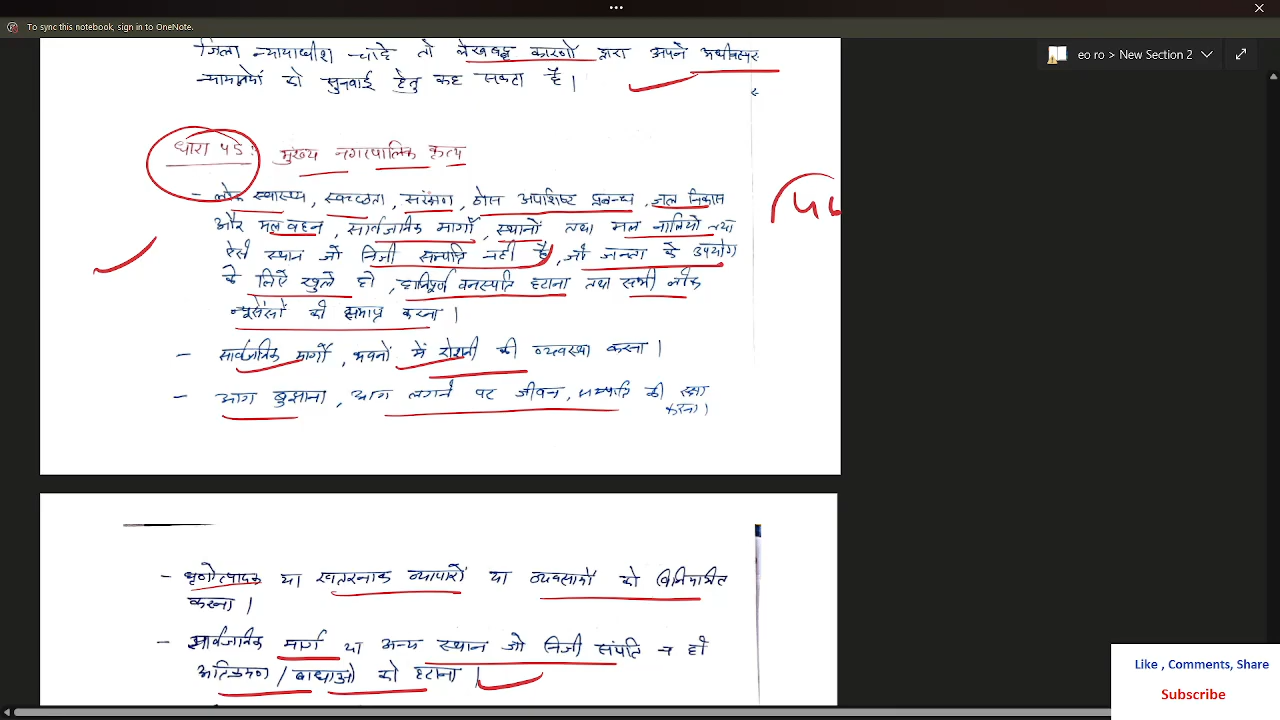 •••
To sync this notebook, sign in to OneNote.
eo ro > New Section 2
जिला न्यायाधीश चाहे तो लेखबद्ध कारणों द्वारा अपने अधीनस्थ
न्यायालयों को सुनवाई हेतु कह सकता है।
धारा 45: मुख्य नगरपालिक कृत्य
- लोक स्वास्थ्य, स्वच्छता, सरंक्षण, ठोस अपशिष्ट प्रबन्धन, जल निकास
और मल वहन, सार्वजनिक मार्गों, स्थानों तथा मल नालियो तथा
ऐसे स्थान जो निजी सम्पति नही है, जो जनता के उपयोग
के लिऐ खुले हो, हानिपूर्ण वनस्पति हटाना तथा सभी लोक
न्यूसेंसों को समाप्त करना।
- सार्वजनिक मार्गों, भवनों में रोशनी की व्यवस्था करना।
- आग बुझाना, आग लगने पर जीवन, सम्पति की रक्षा
करना।
- घृणोत्पादक या खतरनाक व्यापारों या व्यवसायों को विनियमित
करना।
- सार्वजनिक मार्ग या अन्य स्थान जो निजी संपति न हो
अतिक्रमण / बाधाओ को हटाना।
Like , Comments, Share
Subscribe